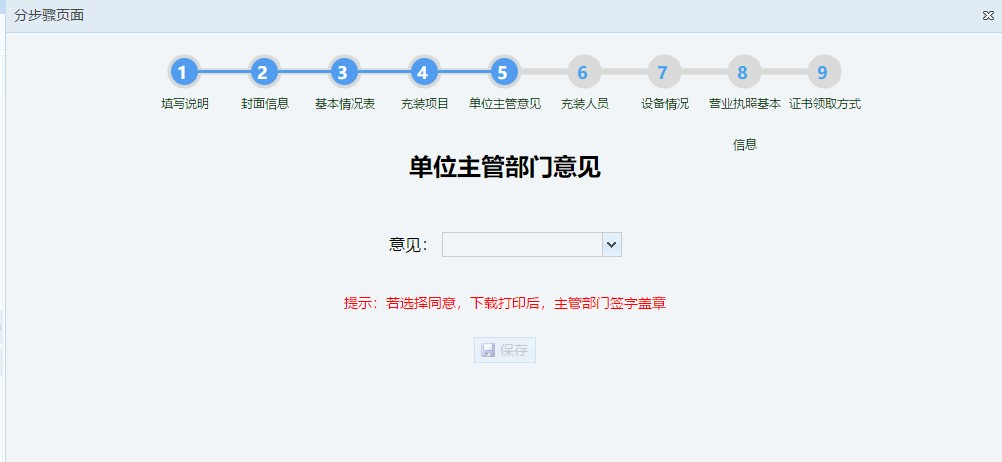 分步骤页面
1 2 3 4 5 6 7 8 9
填写说明 封面信息 基本情况表 充装项目 单位主管意见 充装人员 设备情况 营业执照基本 证书领取方式
信息
单位主管部门意见
意见：
提示：若选择同意，下载打印后，主管部门签字盖章
保存